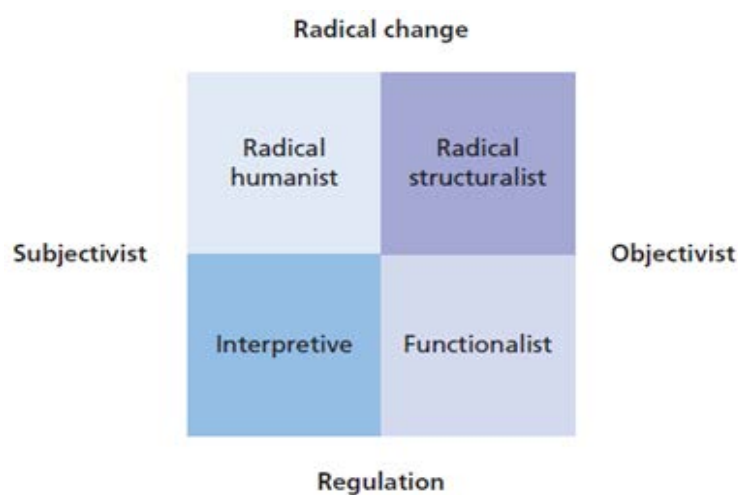 Radical change
Radical
humanist
Radical
structuralist
Subjectivist
Objectivist
Interpretive
Functionalist
Regulation